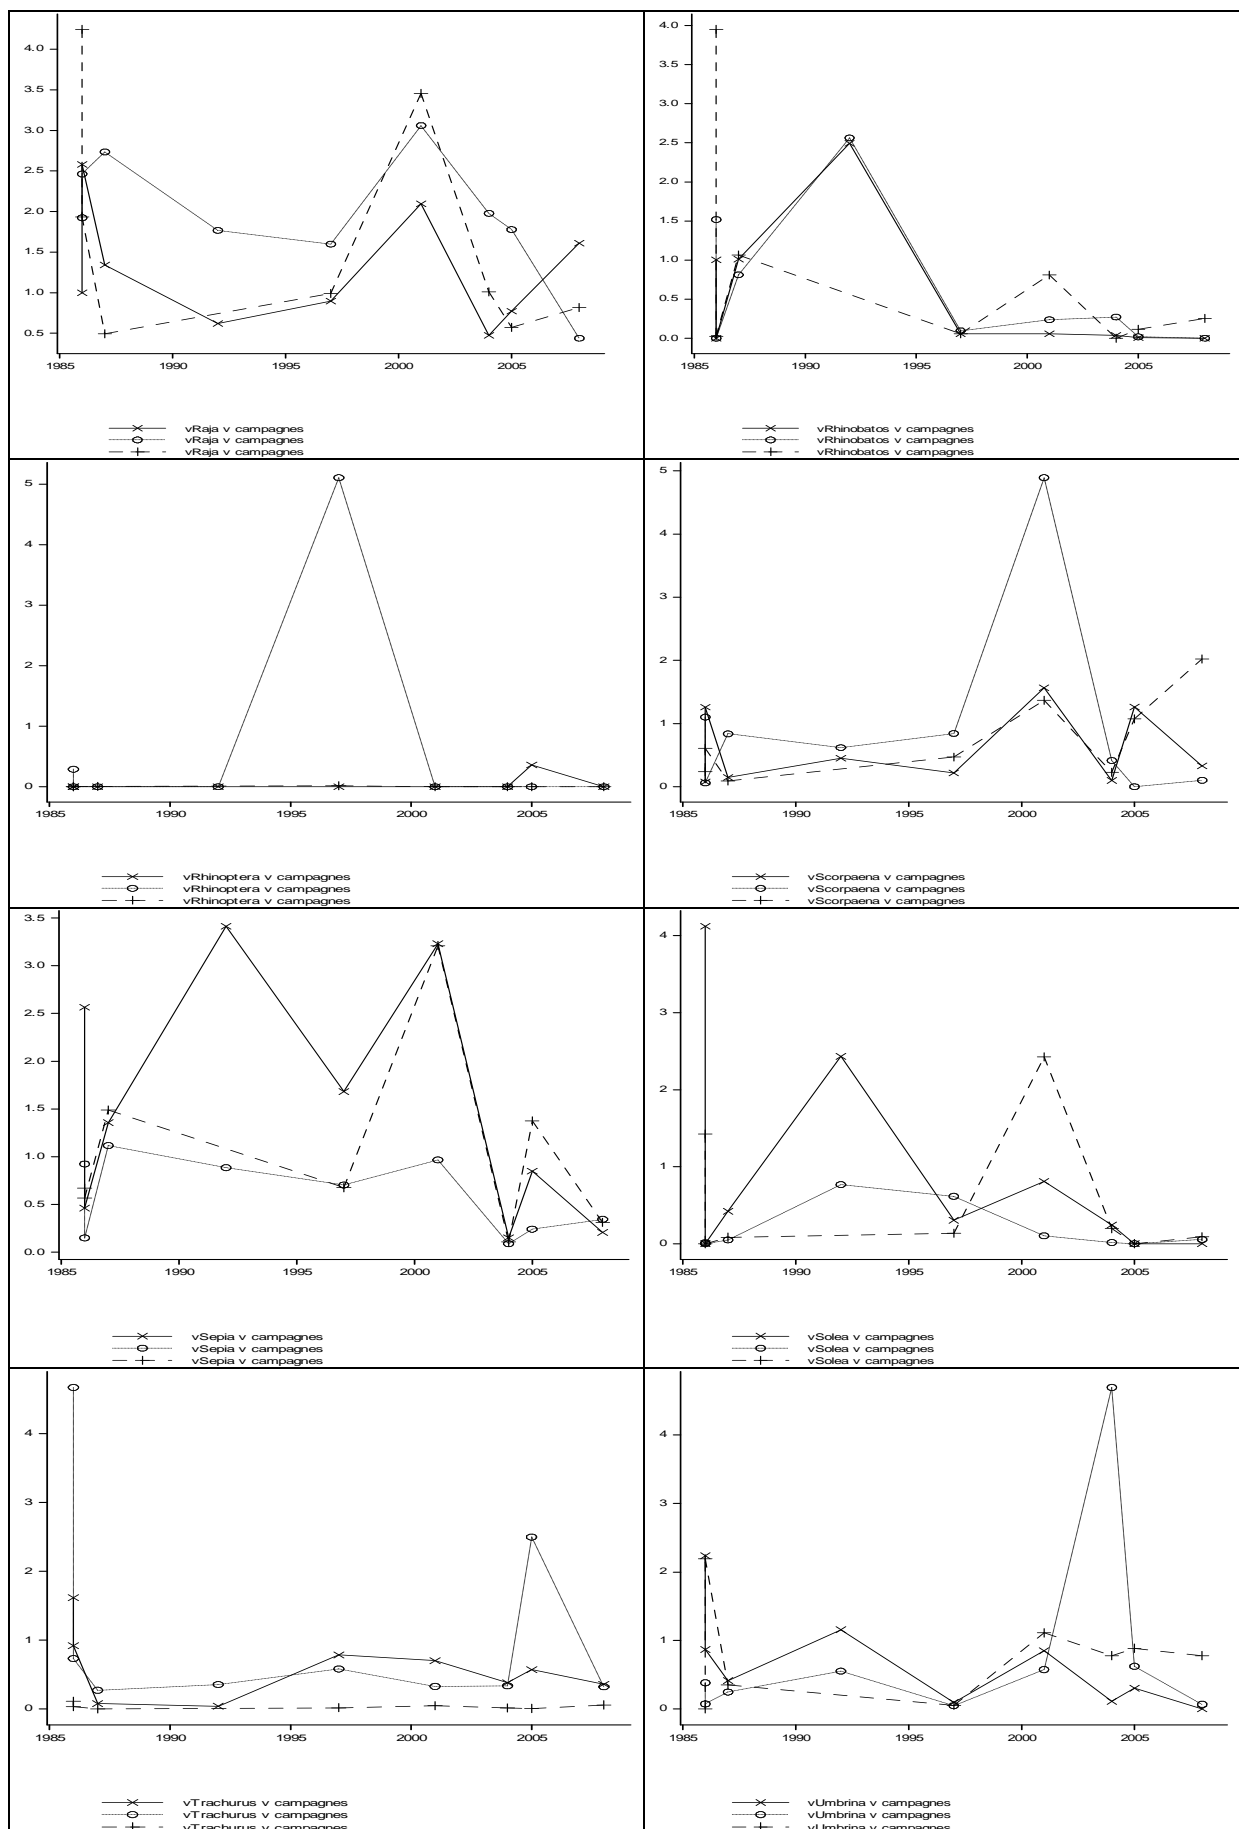 4.0
3.5
3.0
2.5
2.0
1.5
1.0
0.5
1985 1990 1995 2000 2005
vRaja v campagnes
vRaja v campagnes
vRaja v campagnes
4.0
3.5
3.0
2.5
2.0
1.5
1.0
0.5
0.0
1985 1990 1995 2000 2005
vRhinobatos v campagnes
vRhinobatos v campagnes
vRhinobatos v campagnes
5
4
3
2
1
0
1985 1990 1995 2000 2005
vRhinoptera v campagnes
vRhinoptera v campagnes
vRhinoptera v campagnes
5
4
3
2
1
0
1985 1990 1995 2000 2005
vScorpaena v campagnes
vScorpaena v campagnes
vScorpaena v campagnes
3.5
3.0
2.5
2.0
1.5
1.0
0.5
0.0
1985 1990 1995 2000 2005
vSepia v campagnes
vSepia v campagnes
vSepia v campagnes
4
3
2
1
0
1985 1990 1995 2000 2005
vSolea v campagnes
vSolea v campagnes
vSolea v campagnes
4
3
2
1
0
1985 1990 1995 2000 2005
vTrachurus v campagnes
vTrachurus v campagnes
vTrachurus v campagnes
4
3
2
1
0
1985 1990 1995 2000 2005
vUmbrina v campagnes
vUmbrina v campagnes
vUmbrina v campagnes